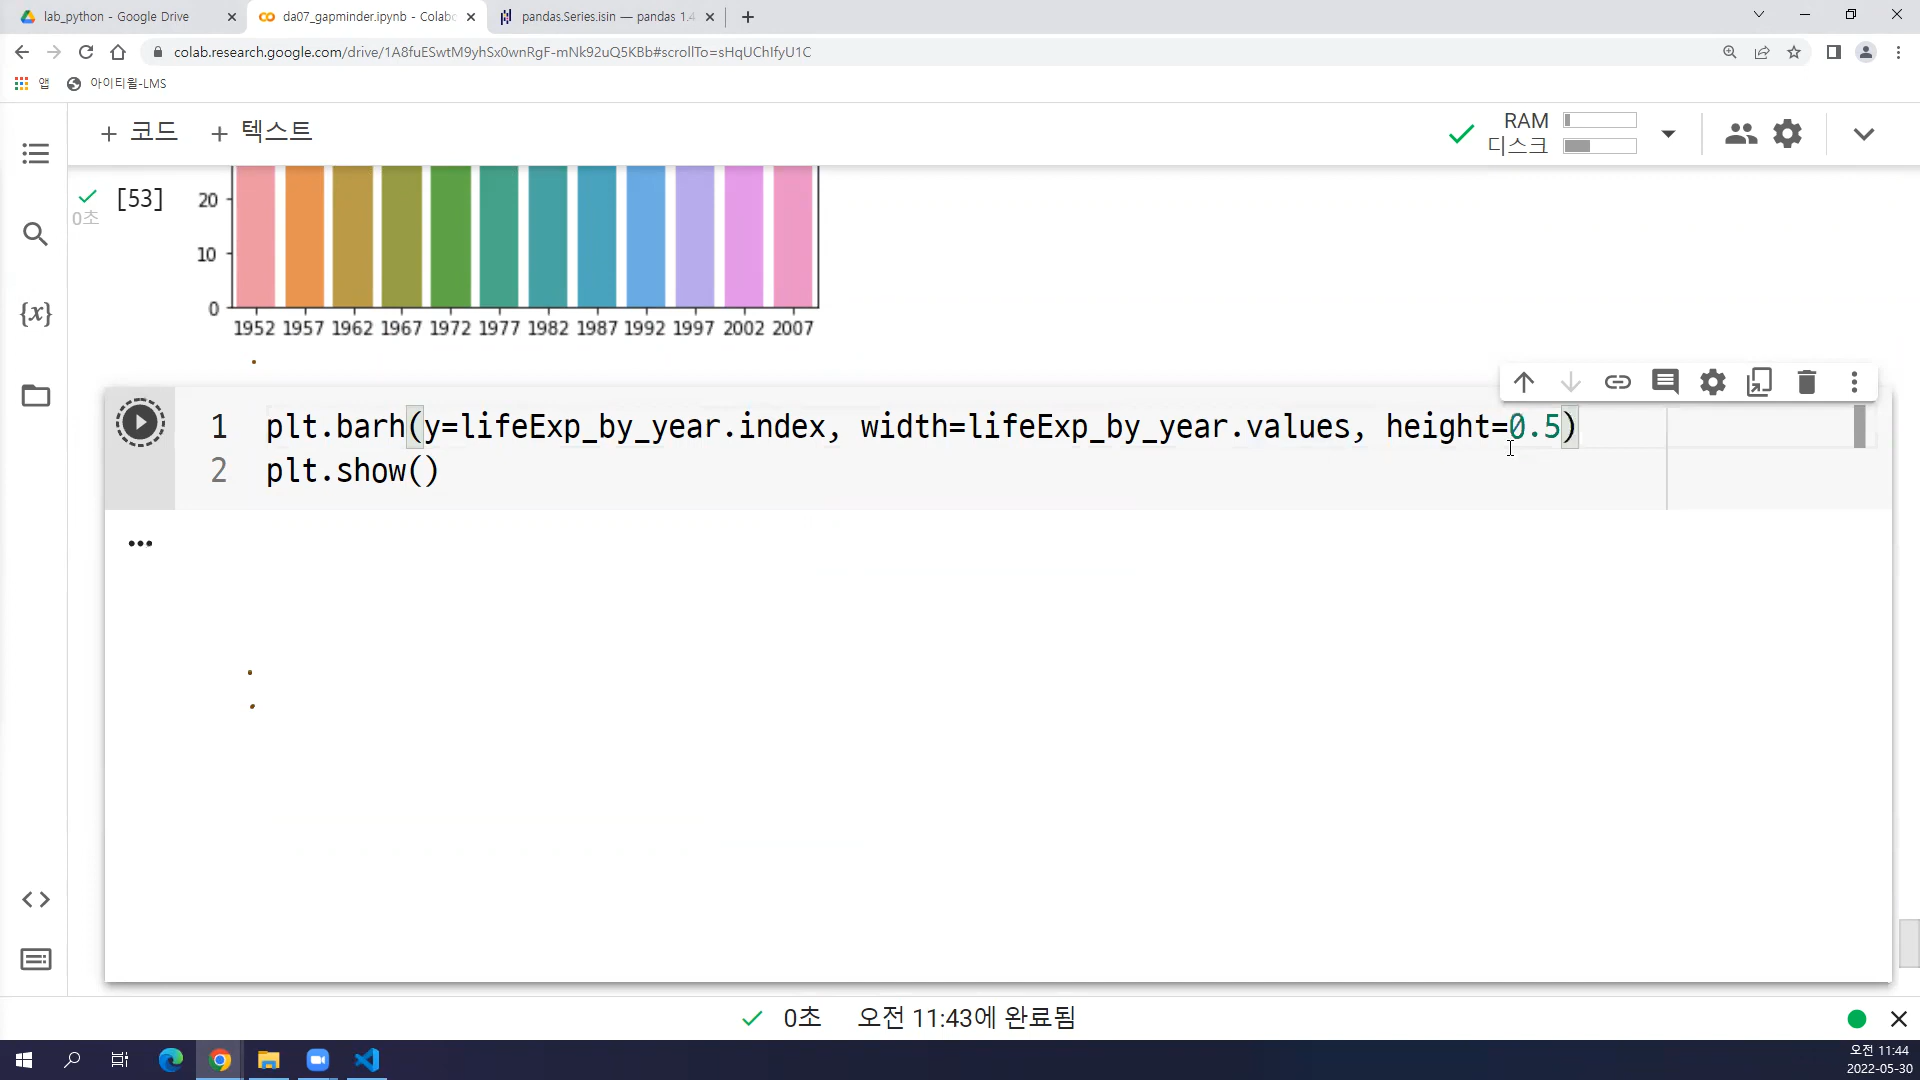 lab_python - Google Drive
da07_gapminder.ipynb - Colabo
pandas.Series.isin — pandas 1.4
colab.research.google.com/drive/1A8fuESwtM9yhSx0wnRgF-mNk92uQ5KBb#scrollTo=sHqUChIfyU1C
앱
아이티윌-LMS
+ 코드
+ 텍스트
RAM
디스크
{x}
0초
[53]
20
10
0
1952 1957 1962 1967 1972 1977 1982 1987 1992 1997 2002 2007
1 plt.barh(y=lifeExp_by_year.index, width=lifeExp_by_year.values, height=0.5)
2 plt.show()
0초 오전 11:43에 완료됨
오전 11:44
2022-05-30